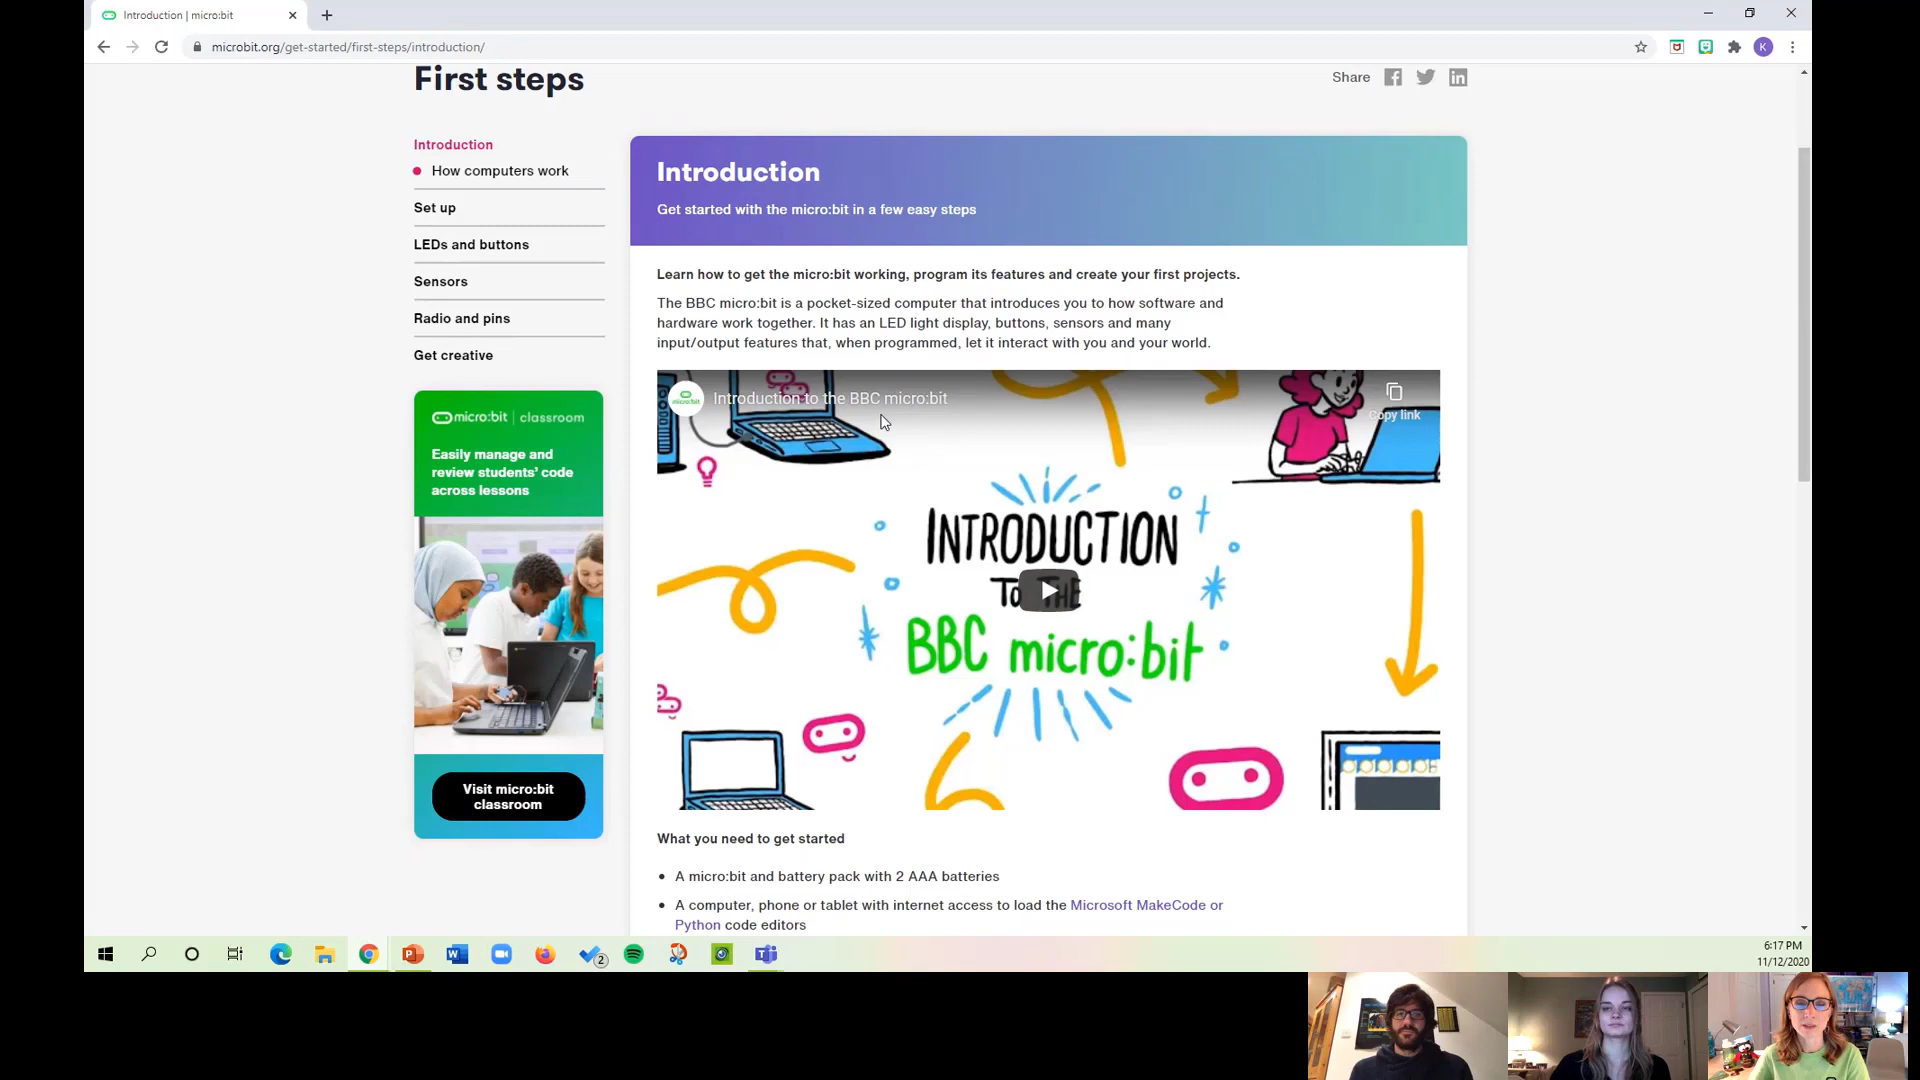 Introduction | micro:bit
microbit.org/get-started/first-steps/introduction/
K
First steps
Share
Introduction
How computers work
Set up
LEDs and buttons
Sensors
Radio and pins
Get creative
micro:bit | classroom
Easily manage and
review students' code
across lessons
Visit micro:bit
classroom
Introduction
Get started with the micro:bit in a few easy steps
Learn how to get the micro:bit working, program its features and create your first projects.
The BBC micro:bit is a pocket-sized computer that introduces you to how software and
hardware work together. It has an LED light display, buttons, sensors and many
input/output features that, when programmed, let it interact with you and your world.
micro:bit
Introduction to the BBC micro:bit
Copy link
INTRODUCTION
TO THE
BBC micro:bit
What you need to get started
• A micro:bit and battery pack with 2 AAA batteries
• A computer, phone or tablet with internet access to load the Microsoft MakeCode or
Python code editors
2
6:17 PM
11/12/2020